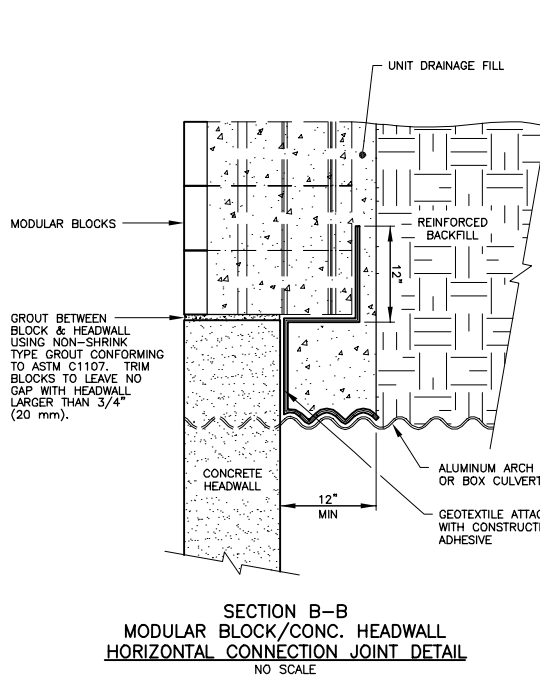 UNIT DRAINAGE FILL
MODULAR BLOCKS
REINFORCED
BACKFILL
12"
GROUT BETWEEN
BLOCK & HEADWALL
USING NON-SHRINK
TYPE GROUT CONFORMING
TO ASTM C1107. TRIM
BLOCKS TO LEAVE NO
GAP WITH HEADWALL
LARGER THAN 3/4"
(20 mm).
CONCRETE
HEADWALL
12"
MIN
ALUMINUM ARCH
OR BOX CULVERT
GEOTEXTILE
WITH
ADHESIVE
SECTION B-B
MODULAR BLOCK/CONC. HEADWALL
HORIZONTAL CONNECTION JOINT DETAIL
NO SCALE